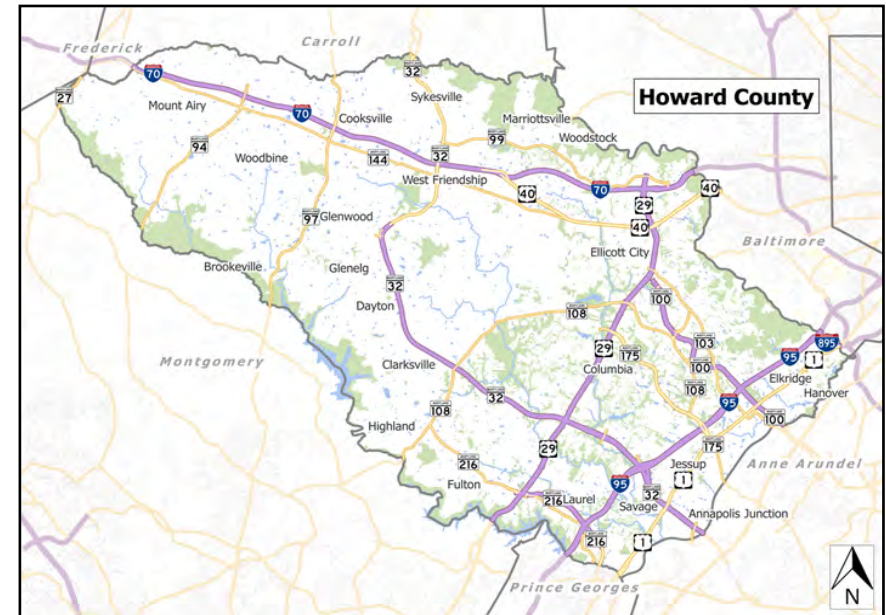 Frederick
Carroll
70
27
Mount Airy
70
32
Sykesville
Howard County
Marriottsville
Cooksville
Woodstock
94
Woodbine
144
32
99
West Friendship
70
40
40
29
97
Glenwood
40
Baltimore
Ellicott City
Brookeville
Glenelg
32
100
Dayton
108
103
895
29
175
95
1
Montgomery
Clarksville
Columbia
100
Elkridge
32
108
Hanover
95
108
100
Highland
29
175
216
Jessup
Anne Arundel
Fulton
95
1
32
216
Laurel
Savage
Annapolis Junction
216
1
Prince Georges
N